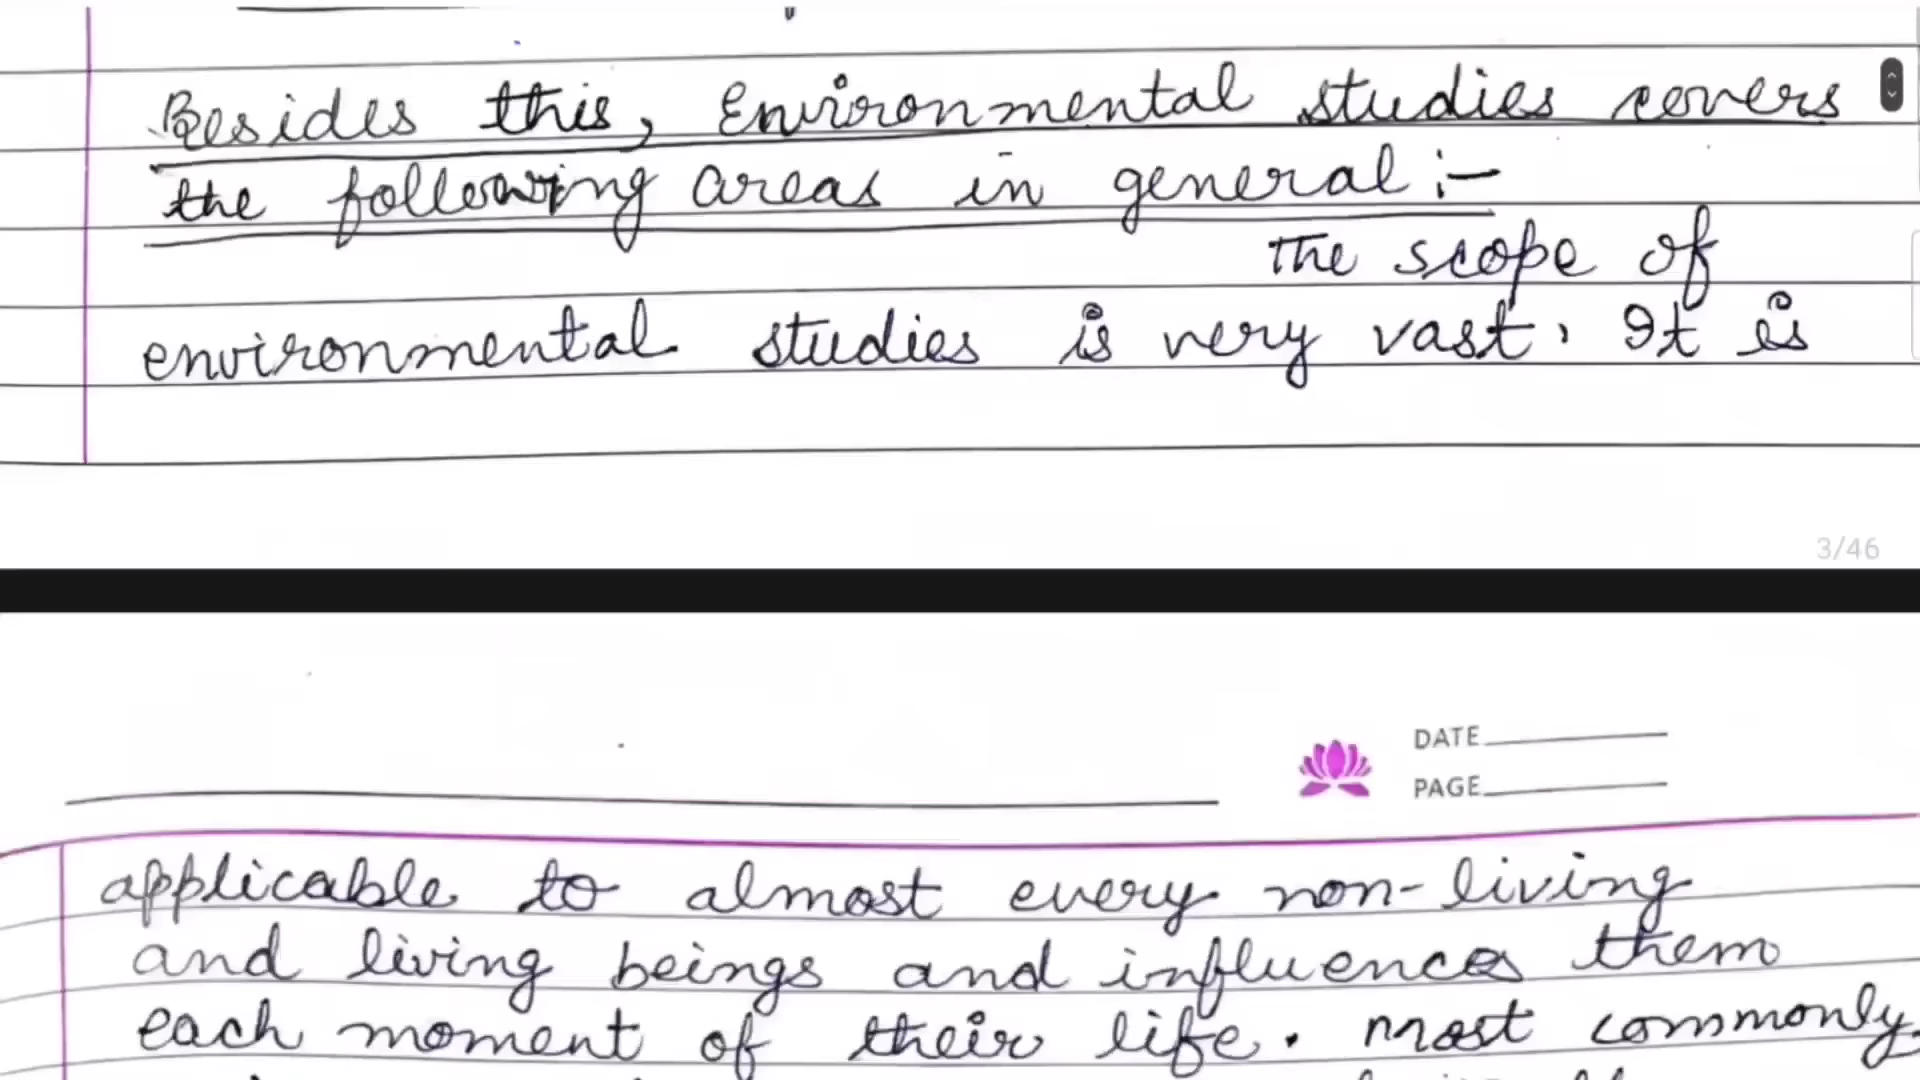 Besides this, Environmental studies covers
the following areas in general :-
The scope of
environmental studies is very vast. It is
3/46
DATE
PAGE
applicable to almost every non-living
and living beings and influences them
each moment of their life. Most commonly